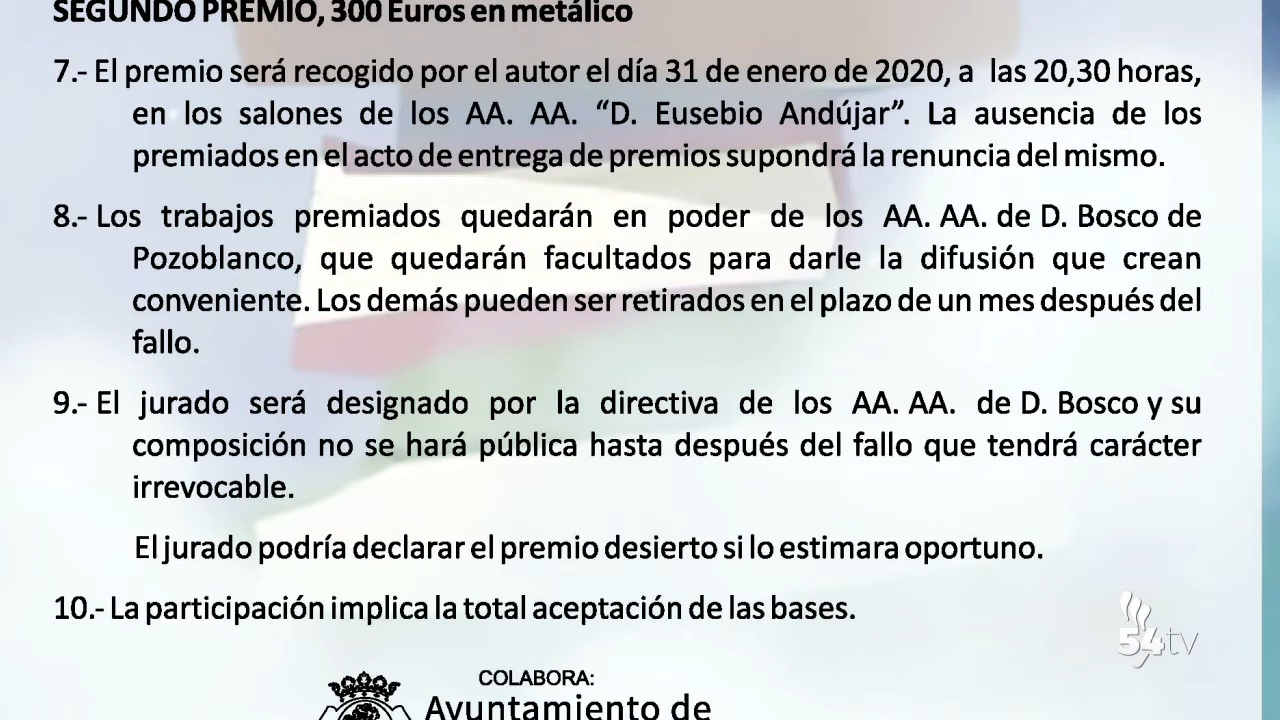 SEGUNDO PREMIO, 300 Euros en metálico
7.- El premio será recogido por el autor el día 31 de enero de 2020, a las 20,30 horas,
en los salones de los AA. AA. “D. Eusebio Andújar”. La ausencia de los
premiados en el acto de entrega de premios supondrá la renuncia del mismo.
8.- Los trabajos premiados quedarán en poder de los AA. AA. de D. Bosco de
Pozoblanco, que quedarán facultados para darle la difusión que crean
conveniente. Los demás pueden ser retirados en el plazo de un mes después del
fallo.
9.- El jurado será designado por la directiva de los AA. AA. de D. Bosco y su
composición no se hará pública hasta después del fallo que tendrá carácter
irrevocable.
El jurado podría declarar el premio desierto si lo estimara oportuno.
10.- La participación implica la total aceptación de las bases.
54tv
COLABORA:
Ayuntamiento de